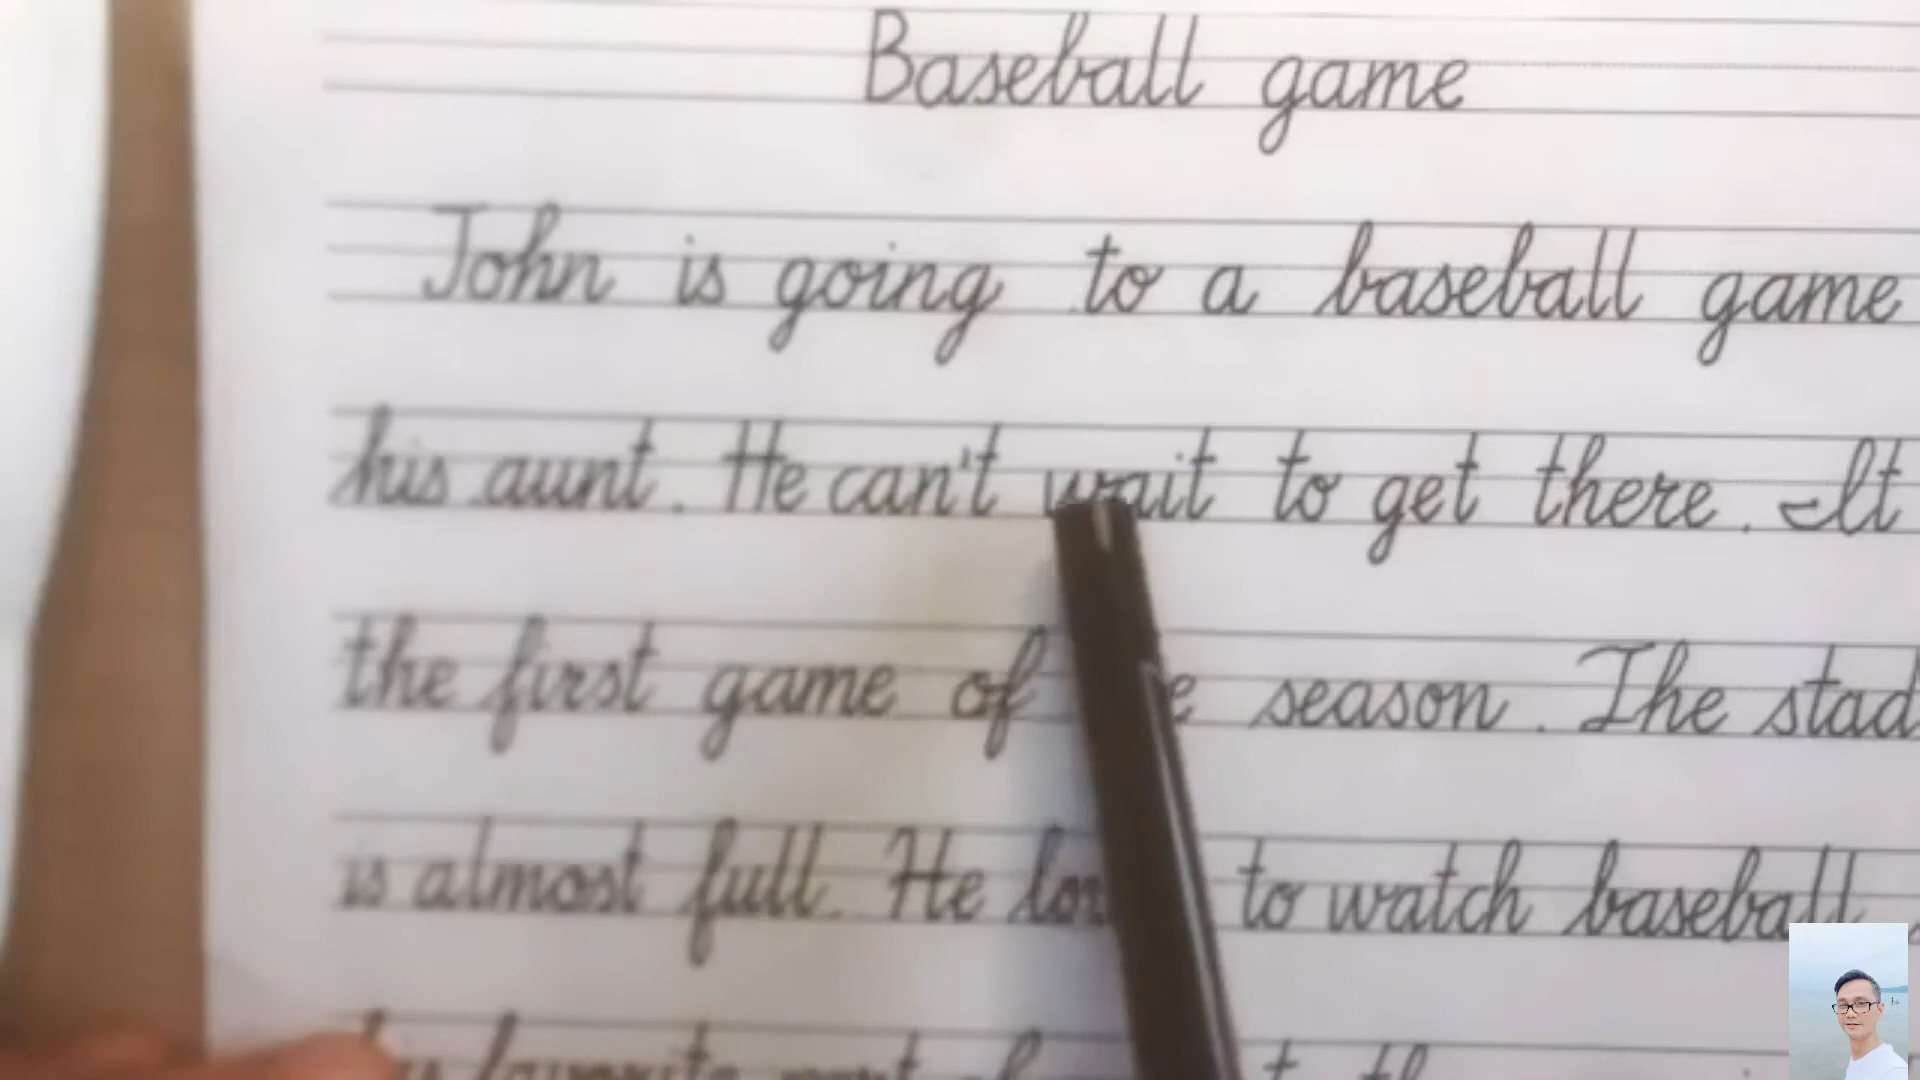 Baseball game
John is going to a baseball game
his aunt. He can't wait to get there. It
the first game of season. The
is almost full. He to watch baseball.
favorite